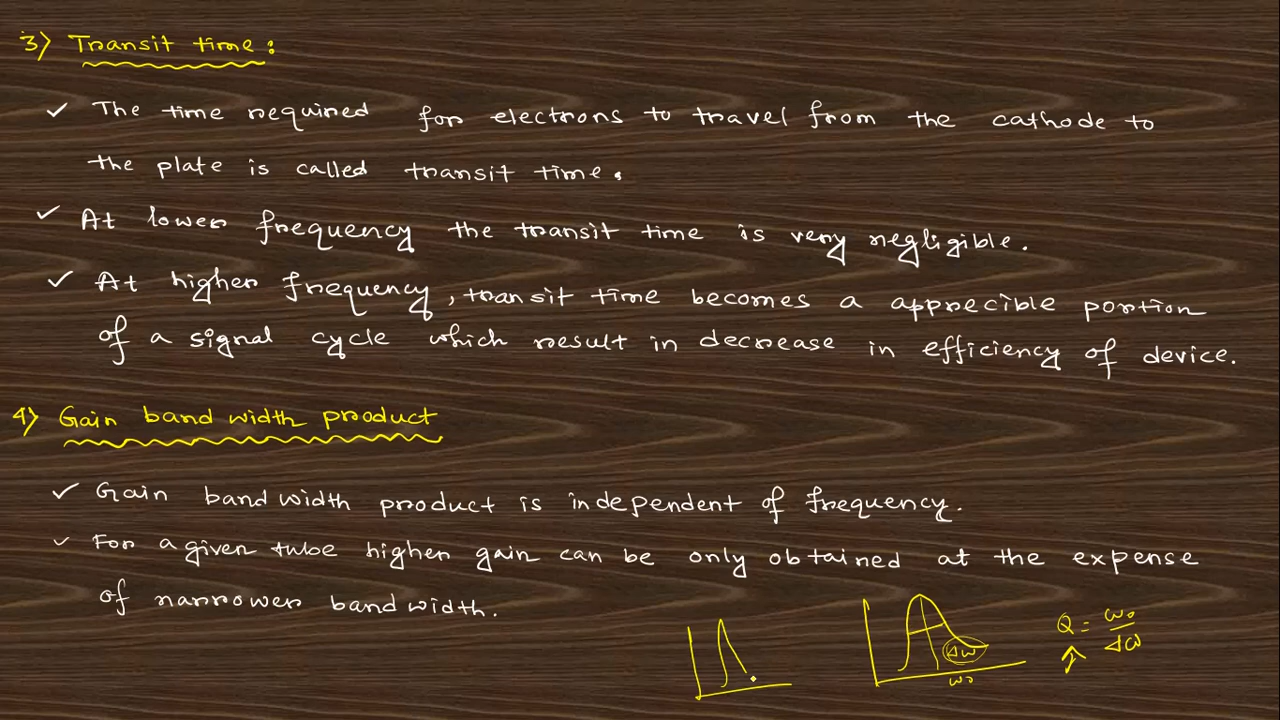 3) Transit time:
✓ The time required for electrons to travel from the cathode to
the plate is called transit time.
✓ At lower frequency the transit time is very negligible.
✓ At higher frequency, transit time becomes a apprecible portion
of a signal cycle which result in decrease in efficiency of device.
4) Gain band width product
✓ Gain band width product is independent of frequency.
✓ For a given tube higher gain can be only obtained at the expense
of narrower band width.
Δω
ω₀
Q = ω₀/Δω